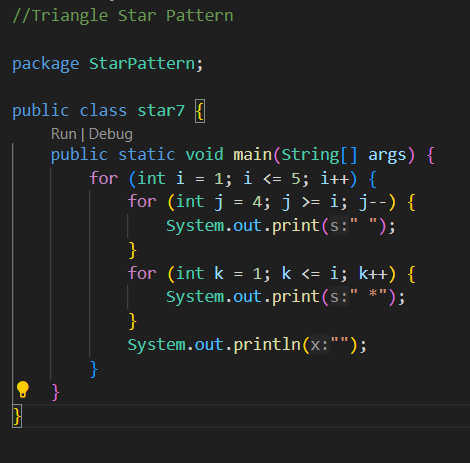 //Triangle Star Pattern
package StarPattern;
public class star7 {
Run | Debug
public static void main(String[] args) {
for (int i = 1; i <= 5; i++) {
for (int j = 4; j >= i; j--) {
System.out.print(s:" ");
}
for (int k = 1; k <= i; k++) {
System.out.print(s:" *");
}
System.out.println(x:"");
}
}
}